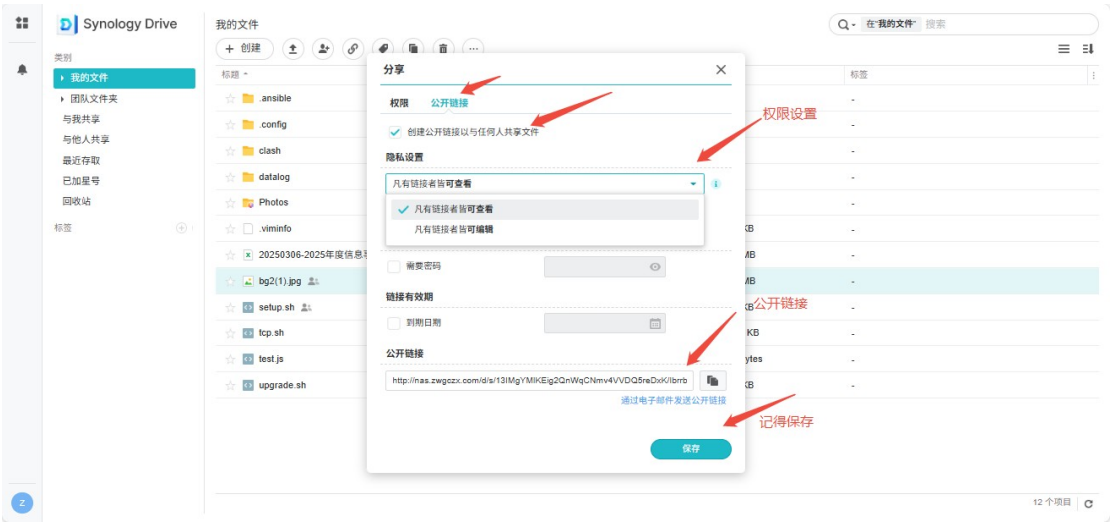 Synology Drive
类别
我的文件
团队文件夹
与我共享
与他人共享
最近存取
已加星号
回收站
标签
Z
我的文件
在"我的文件" 搜索
创建
标题
标签
.ansible
-
.config
-
clash
-
datalog
-
Photos
-
.viminfo
KB
-
20250306-2025年度信息
MB
-
bg2(1).jpg
MB
-
setup.sh
KB
-
tcp.sh
KB
-
test.js
ytes
-
upgrade.sh
KB
-
12 个项目
分享
权限
公开链接
创建公开链接以与任何人共享文件
隐私设置
凡有链接者皆可查看
凡有链接者皆可查看
凡有链接者皆可编辑
需要密码
链接有效期
到期日期
公开链接
通过电子邮件发送公开链接
保存
权限设置
公开链接
记得保存